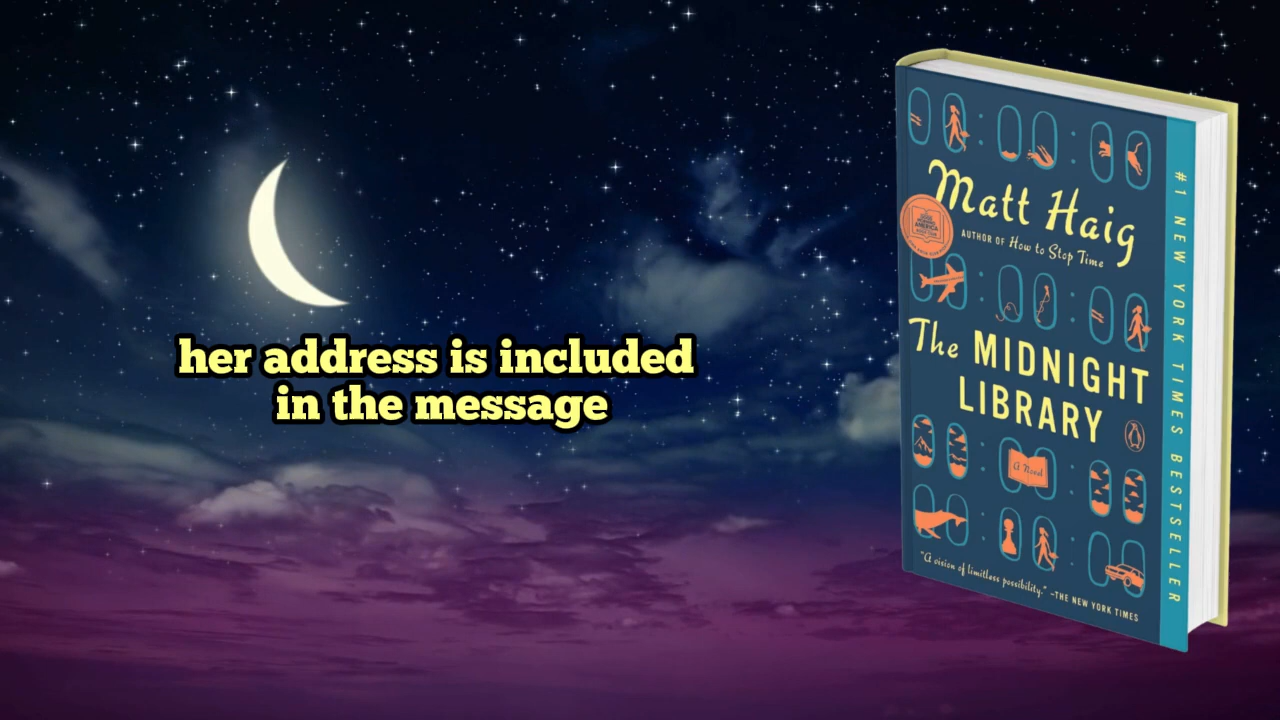 her address is included
in the message
Matt Haig
AUTHOR OF How to Stop Time
The MIDNIGHT
LIBRARY
A Novel
"A vision of limitless possibility." –THE NEW YORK TIMES
#1 NEW YORK TIMES BESTSELLER